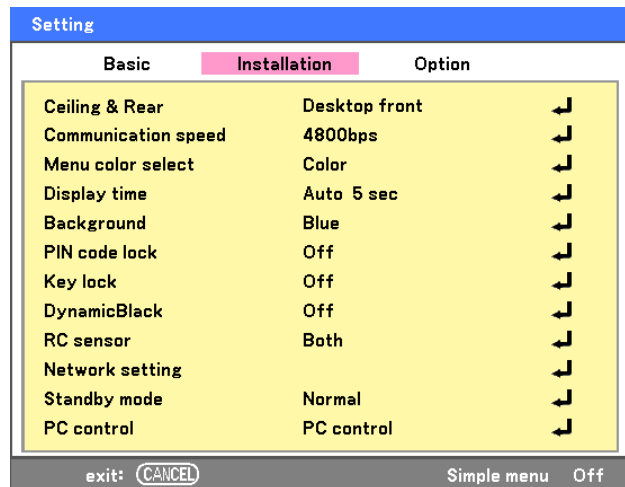 Setting
Basic Installation Option
Ceiling & Rear Desktop front
Communication speed 4800bps
Menu color select Color
Display time Auto 5 sec
Background Blue
PIN code lock Off
Key lock Off
DynamicBlack Off
RC sensor Both
Network setting
Standby mode Normal
PC control PC control
exit: CANCEL Simple menu Off